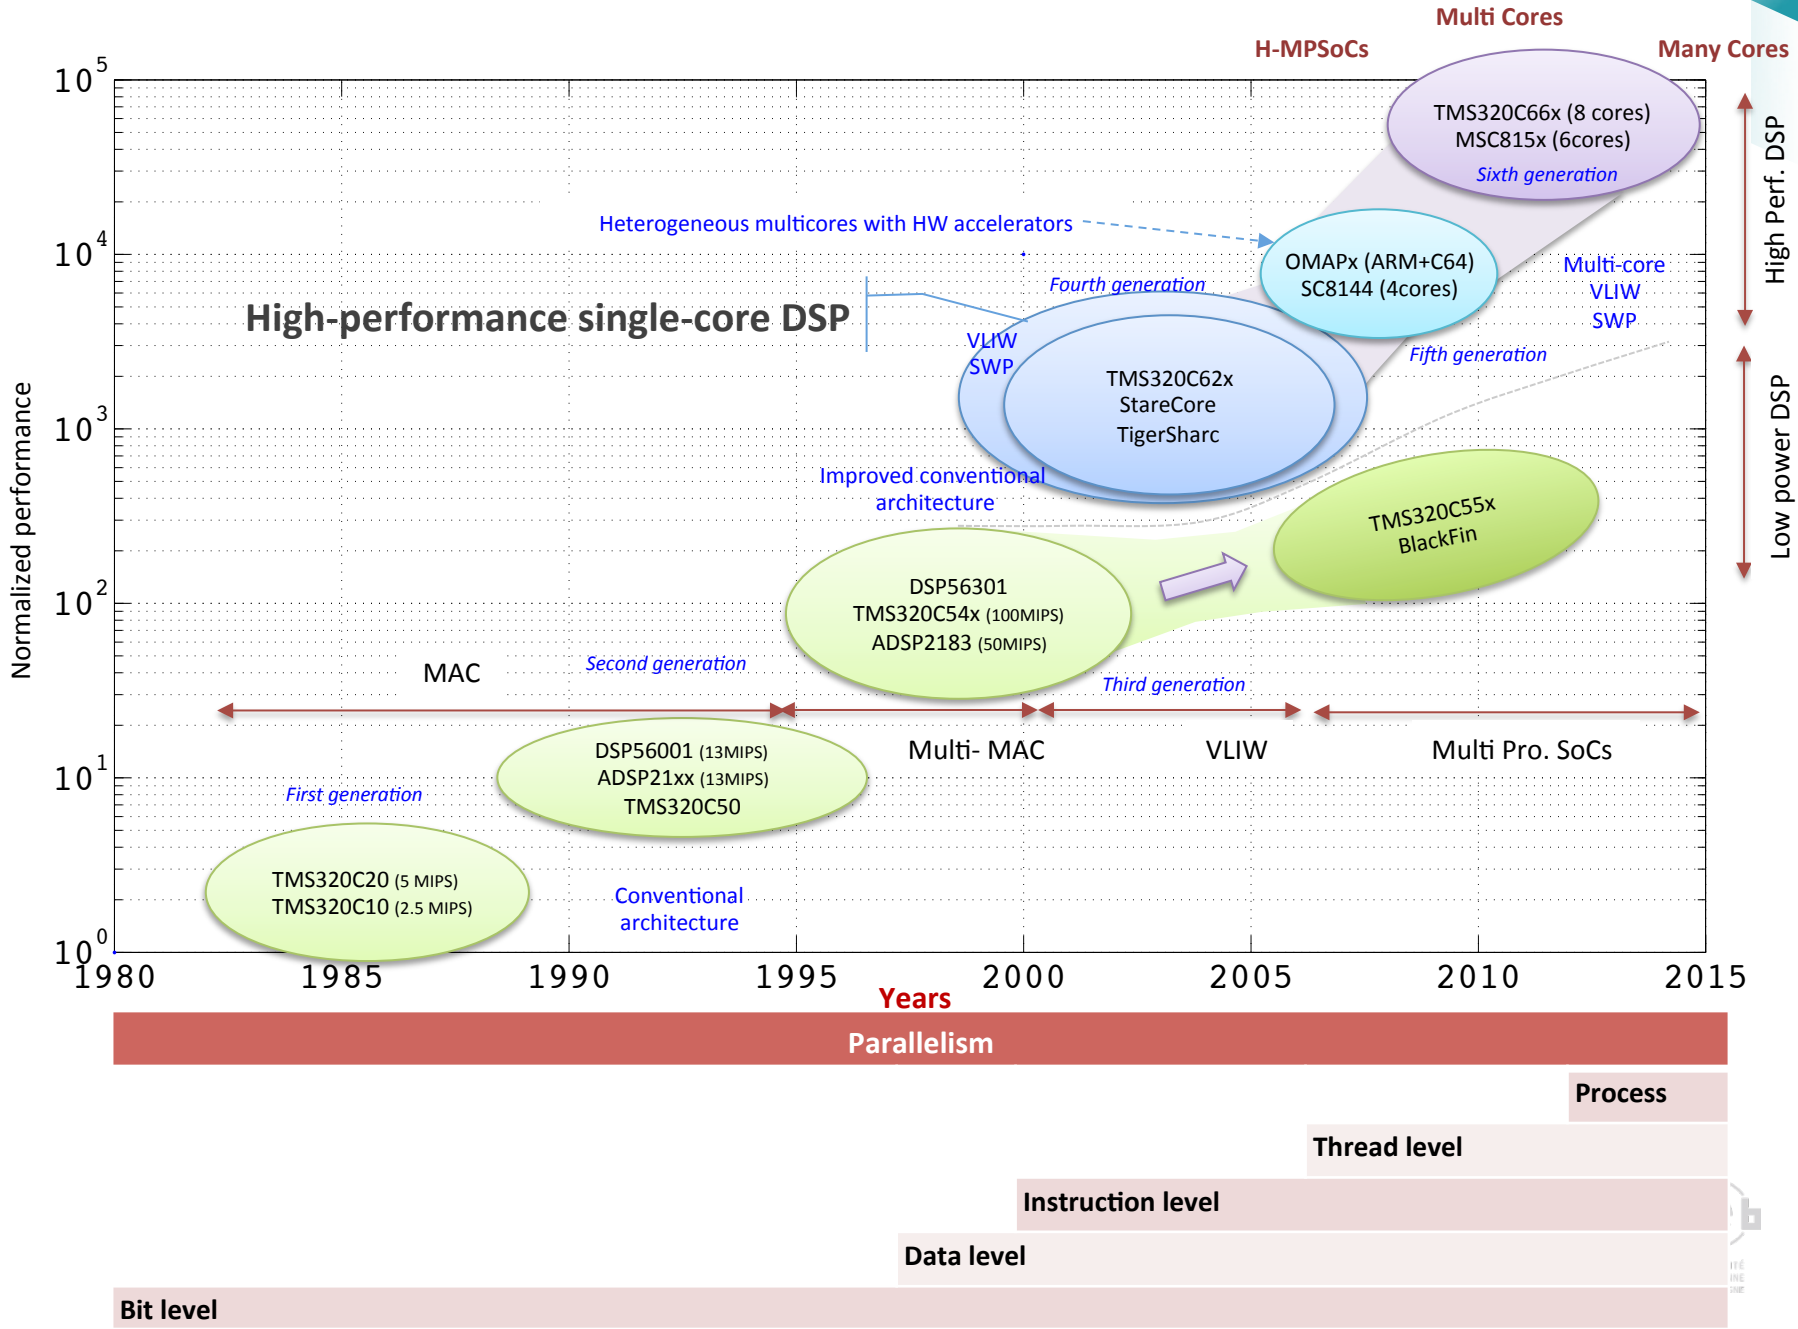 Multi Cores
H-MPSoCs
Many Cores
10^5
TMS320C66x (8 cores)
MSC815x (6cores)
Sixth generation
High Perf. DSP
Heterogeneous multicores with HW accelerators
10^4
OMAPx (ARM+C64)
SC8144 (4cores)
Multi-core
VLIW
SWP
Fourth generation
High-performance single-core DSP
VLIW
SWP
Fifth generation
TMS320C62x
StareCore
TigerSharc
Low power DSP
Normalized performance
10^3
Improved conventional
architecture
TMS320C55x
BlackFin
DSP56301
TMS320C54x (100MIPS)
ADSP2183 (50MIPS)
10^2
MAC
Second generation
Third generation
DSP56001 (13MIPS)
ADSP21xx (13MIPS)
TMS320C50
Multi- MAC
VLIW
Multi Pro. SoCs
10^1
First generation
TMS320C20 (5 MIPS)
TMS320C10 (2.5 MIPS)
Conventional
architecture
10^0
1980 1985 1990 1995 2000 2005 2010 2015
Years
Parallelism
Process
Thread level
Instruction level
Data level
Bit level